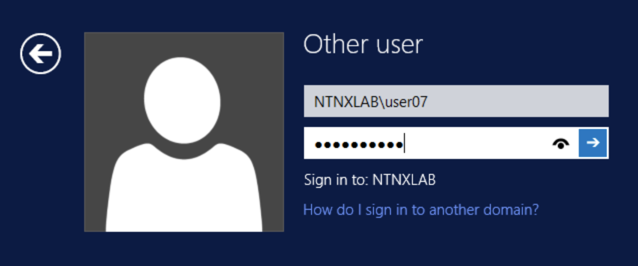 Other user
NTNXLAB\user07
••••••••••
Sign in to: NTNXLAB
How do I sign in to another domain?